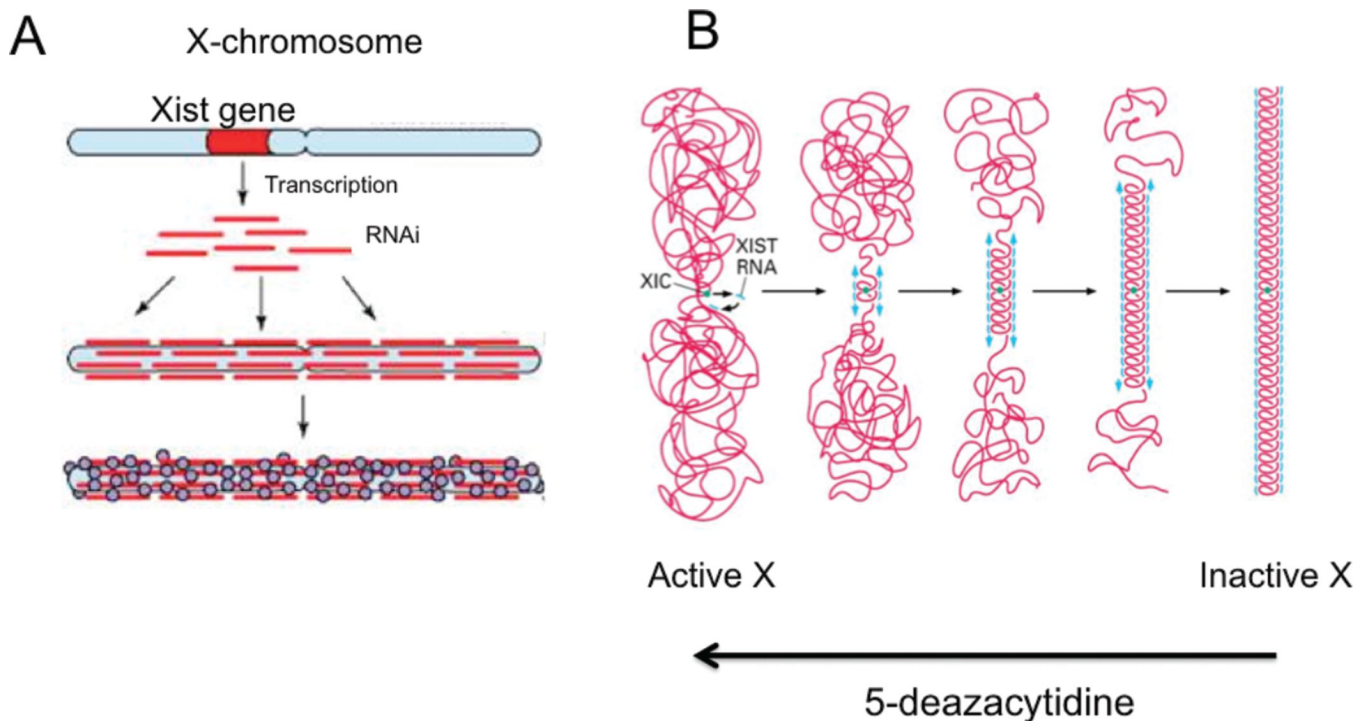 A
X-chromosome
Xist gene
Transcription
RNAi
B
XIC
XIST
RNA
Active X
Inactive X
5-deazacytidine